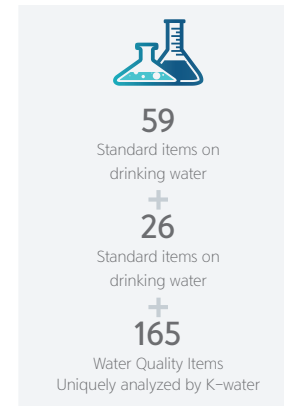 59
Standard items on
drinking water
+
26
Standard items on
drinking water
+
165
Water Quality Items
Uniquely analyzed by K-water